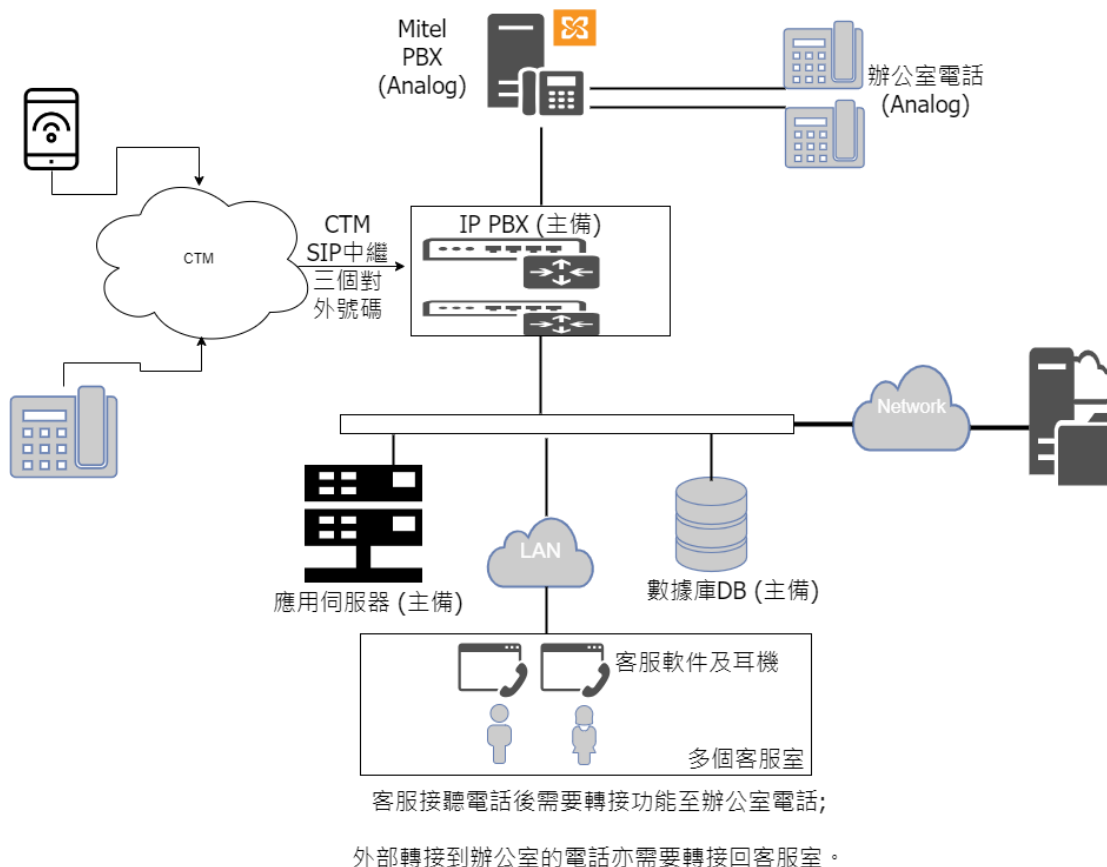 Mitel
PBX
(Analog)
辦公室電話
(Analog)
CTM
CTM
SIP中繼
三個對
外號碼
IP PBX (主備)
Network
LAN
應用伺服器 (主備)
數據庫DB (主備)
客服軟件及耳機
多個客服室
客服接聽電話後需要轉接功能至辦公室電話;
外部轉接到辦公室的電話亦需要轉接回客服室。